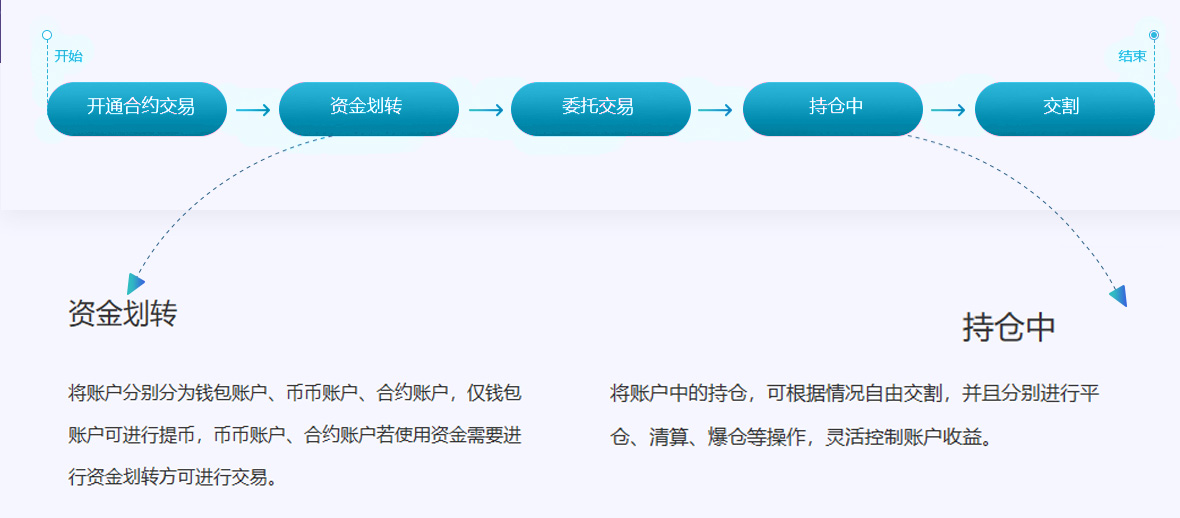 开始
结束
开通合约交易
资金划转
委托交易
持仓中
交割
资金划转
将账户分别分为钱包账户、币币账户、合约账户，仅钱包
账户可进行提币，币币账户、合约账户若使用资金需要进
行资金划转方可进行交易。
持仓中
将账户中的持仓，可根据情况自由交割，并且分别进行平
仓、清算、爆仓等操作，灵活控制账户收益。